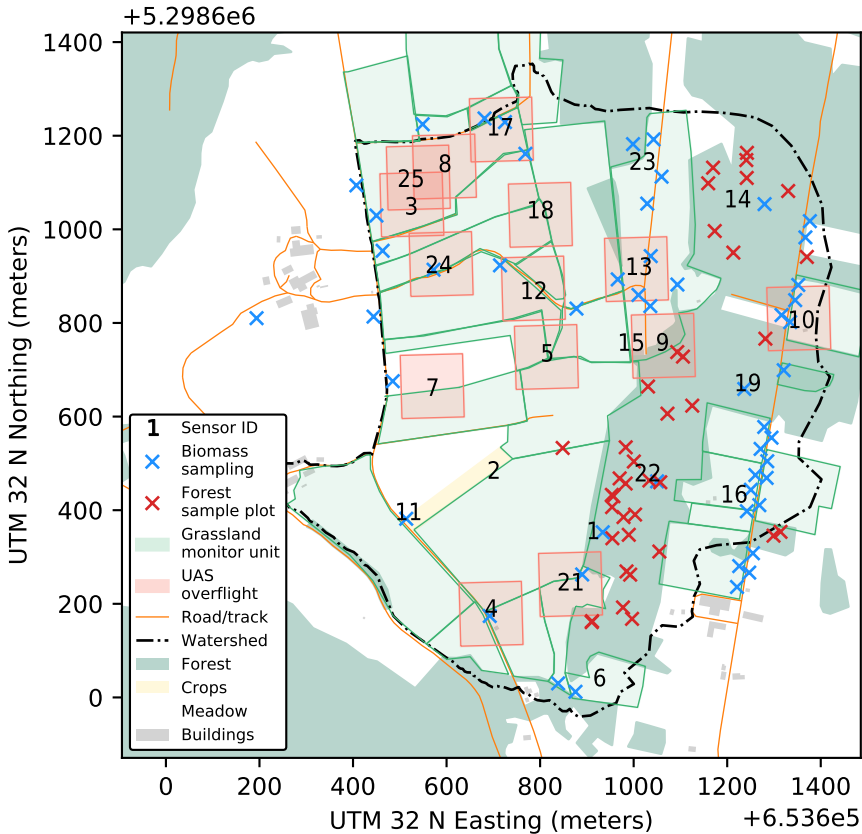 +5.2986e6
1400
1200
1000
800
600
400
200
0
UTM 32 N Northing (meters)
17
8
25
3
23
14
18
24
13
12
10
15
9
5
7
19
2
22
16
11
1
21
4
6
1 Sensor ID
Biomass
sampling
Forest
sample plot
Grassland
monitor unit
UAS
overflight
Road/track
Watershed
Forest
Crops
Meadow
Buildings
0 200 400 600 800 1000 1200 1400
UTM 32 N Easting (meters)
+6.536e5